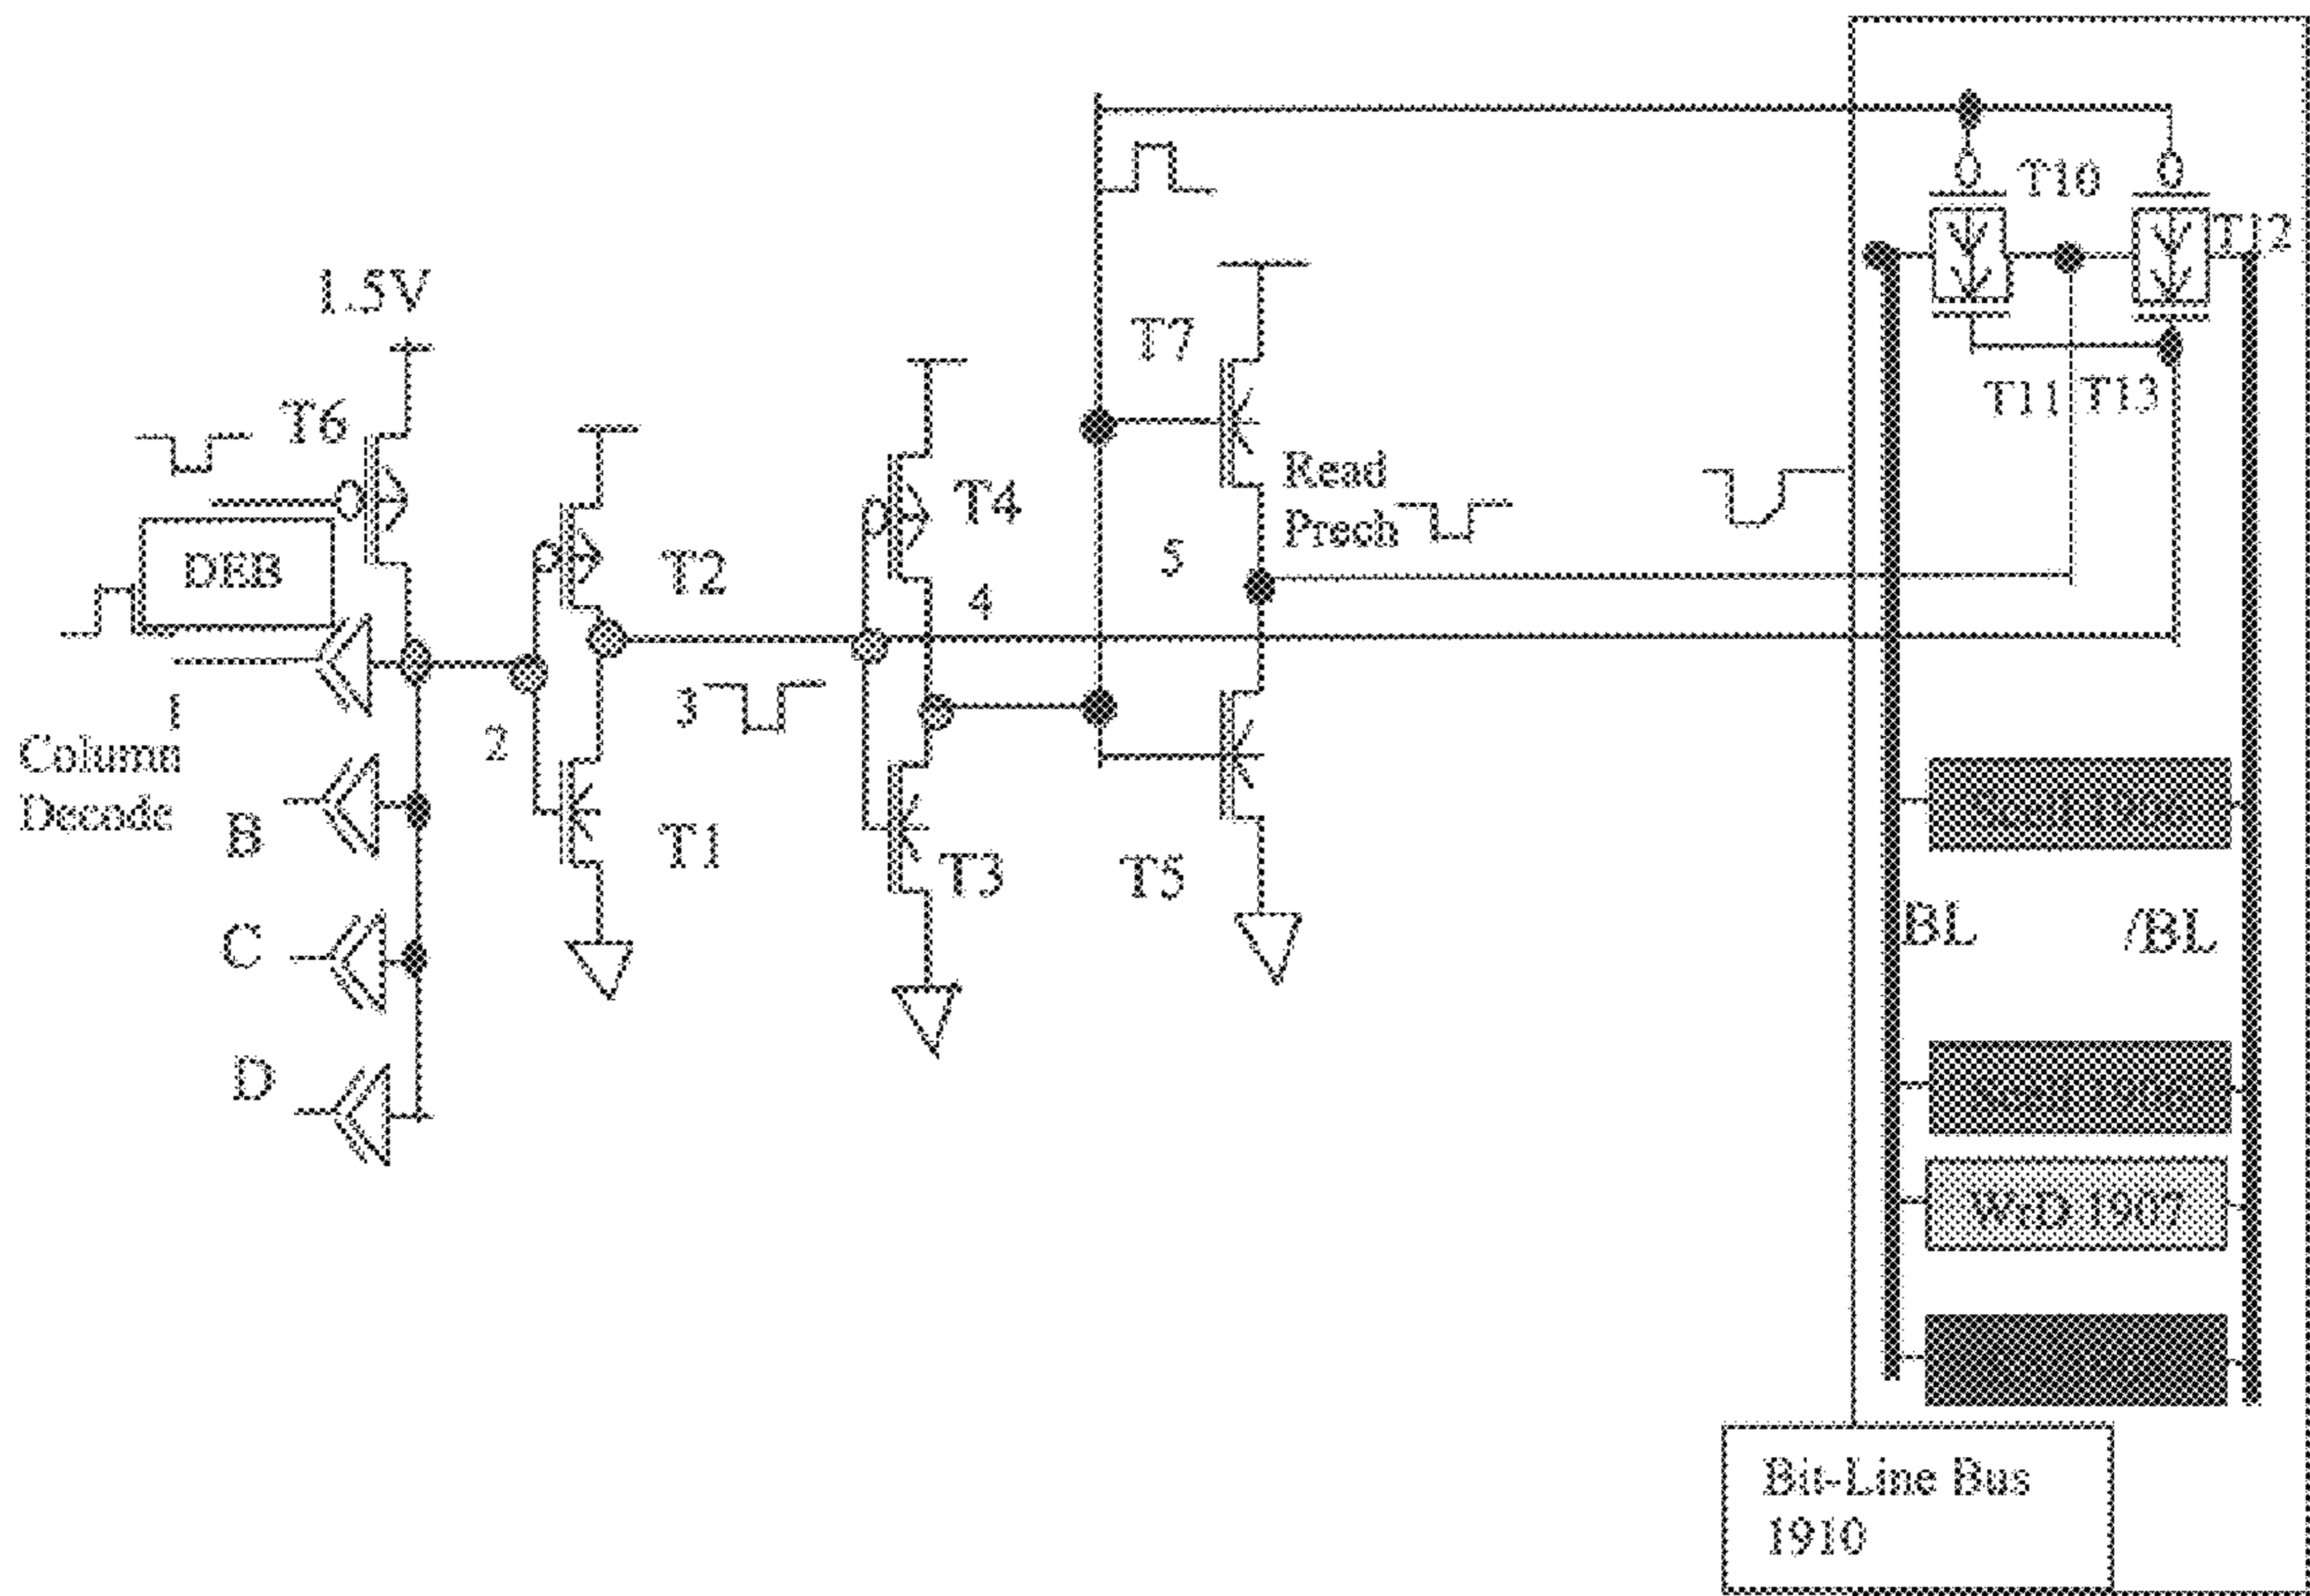 T10
T12
1.5V
T7
T6
T11
T13
T4
Read
Prech
DEB
T2
5
4
3
2
1
Column
Decode
B
T1
T3
T5
BL
/BL
C
D
W-D 1907
Bit-Line Bus
1910